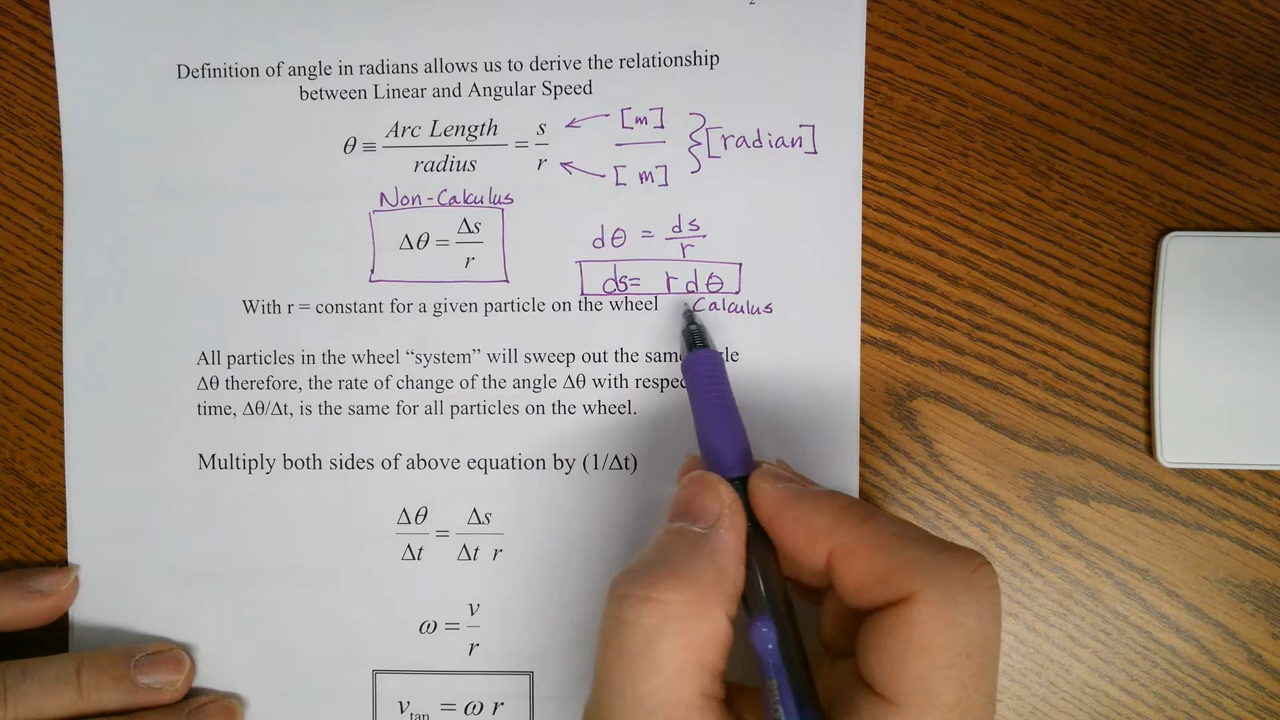 2
Definition of angle in radians allows us to derive the relationship
between Linear and Angular Speed
θ ≡ Arc Length / radius = s / r ← [m] / [m] } [radian]
Non-Calculus
Δθ = Δs / r
dθ = ds / r
ds = r dθ
With r = constant for a given particle on the wheel
Calculus
All particles in the wheel “system” will sweep out the same
Δθ therefore, the rate of change of the angle Δθ with
time, Δθ/Δt, is the same for all particles on the wheel.
Multiply both sides of above equation by (1/Δt)
Δθ / Δt = Δs / Δt r
ω = v / r
v tan = ω r